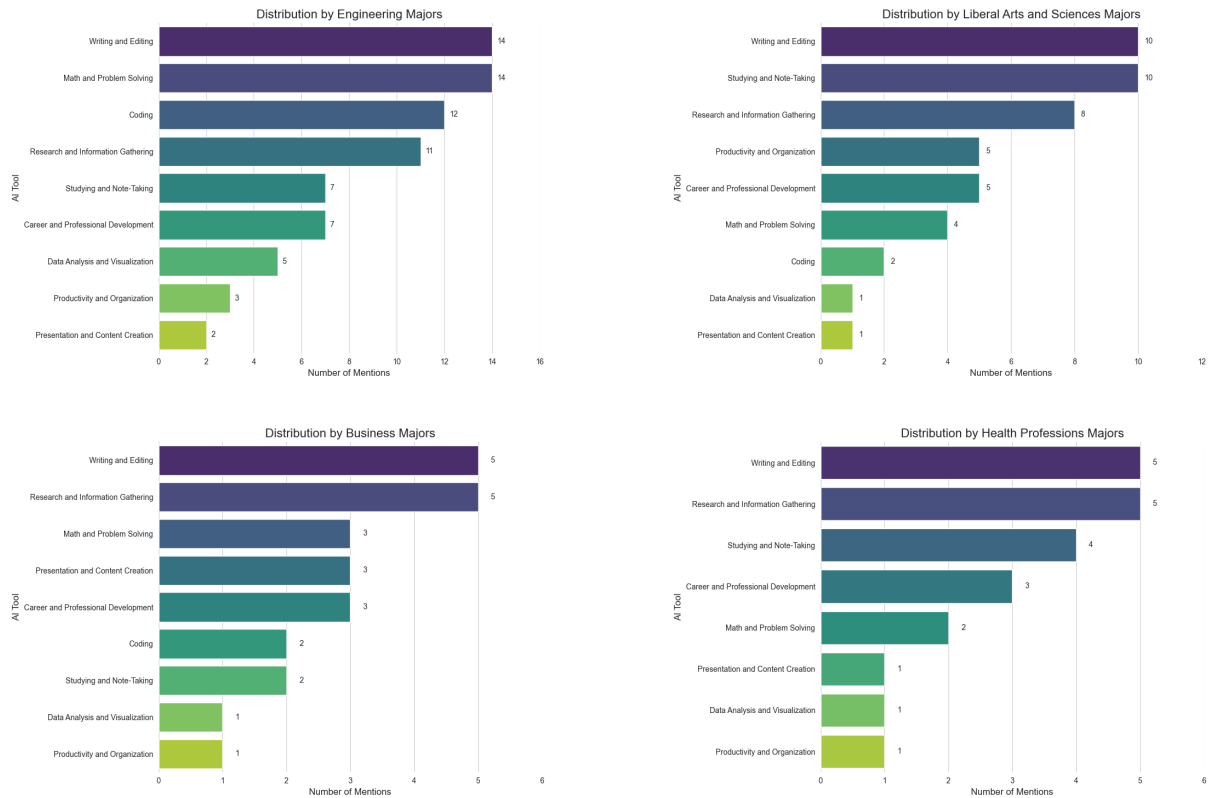 Distribution by Engineering Majors
AI Tool
Writing and Editing 14
Math and Problem Solving 14
Coding 12
Research and Information Gathering 11
Studying and Note-Taking 7
Career and Professional Development 7
Data Analysis and Visualization 5
Productivity and Organization 3
Presentation and Content Creation 2
0 2 4 6 8 10 12 14 16
Number of Mentions
Distribution by Liberal Arts and Sciences Majors
AI Tool
Writing and Editing 10
Studying and Note-Taking 10
Research and Information Gathering 8
Productivity and Organization 5
Career and Professional Development 5
Math and Problem Solving 4
Coding 2
Data Analysis and Visualization 1
Presentation and Content Creation 1
0 2 4 6 8 10 12
Number of Mentions
Distribution by Business Majors
AI Tool
Writing and Editing 5
Research and Information Gathering 5
Math and Problem Solving 3
Presentation and Content Creation 3
Career and Professional Development 3
Coding 2
Studying and Note-Taking 2
Data Analysis and Visualization 1
Productivity and Organization 1
0 1 2 3 4 5 6
Number of Mentions
Distribution by Health Professions Majors
AI Tool
Writing and Editing 5
Research and Information Gathering 5
Studying and Note-Taking 4
Career and Professional Development 3
Math and Problem Solving 2
Presentation and Content Creation 1
Data Analysis and Visualization 1
Productivity and Organization 1
0 1 2 3 4 5 6
Number of Mentions